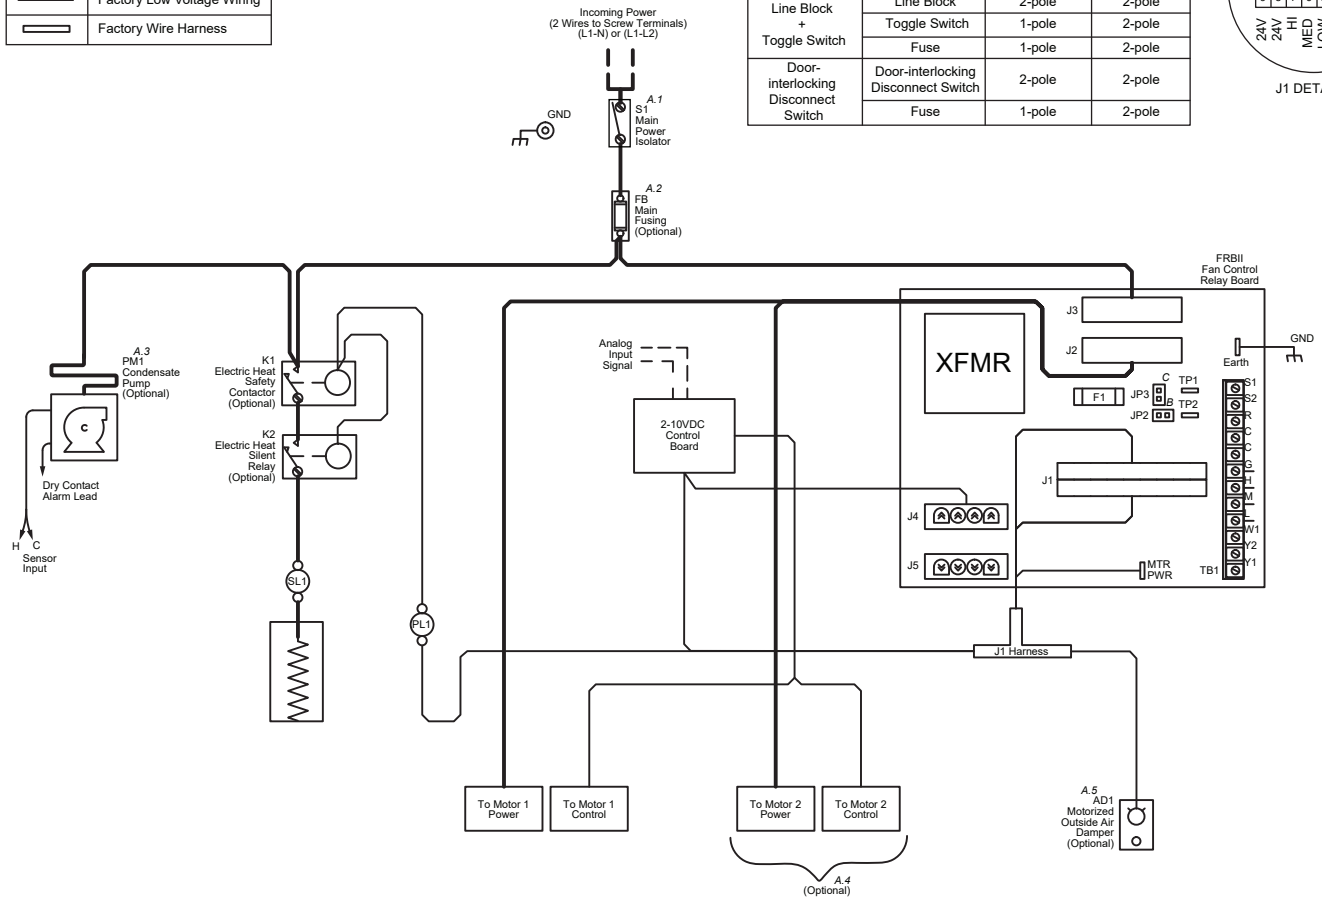 Factory Low Voltage Wiring
Factory Wire Harness
Incoming Power
(2 Wires to Screw Terminals)
(L1-N) or (L1-L2)
Line Block
+
Toggle Switch
Line Block
2-pole
2-pole
Toggle Switch
1-pole
2-pole
Fuse
1-pole
2-pole
Door-
interlocking
Disconnect
Switch
Door-interlocking
Disconnect Switch
2-pole
2-pole
Fuse
1-pole
2-pole
24V
24V
HI
MED
LOW
J1 DETA
GND
A.1
S1
Main
Power
Isolator
A.2
FB
Main
Fusing
(Optional)
FRBII
Fan Control
Relay Board
J3
J2
XFMR
Earth
GND
F1
JP3
C
TP1
JP2
B
TP2
S1
S2
R
C
C
G
H
M
L
W1
Y2
Y1
TB1
J1
J4
J5
MTR
PWR
A.3
PM1
Condensate
Pump
(Optional)
C
Dry Contact
Alarm Lead
H
C
Sensor
Input
K1
Electric Heat
Safety
Contactor
(Optional)
K2
Electric Heat
Silent
Relay
(Optional)
SL1
PL1
Analog
Input
Signal
2-10VDC
Control
Board
J1 Harness
To Motor 1
Power
To Motor 1
Control
To Motor 2
Power
To Motor 2
Control
A.4
(Optional)
A.5
AD1
Motorized
Outside Air
Damper
(Optional)